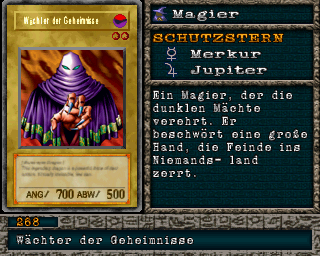 Wächter der Geheimnisse
ANG/ 700 ABW/ 500
Magier
SCHUTZSTERN
Merkur
Jupiter
Ein Magier, der die
dunklen Mächte
verehrt. Er
beschwört eine große
Hand, die Feinde ins
Niemands- land
zerrt.
268
Wächter der Geheimnisse